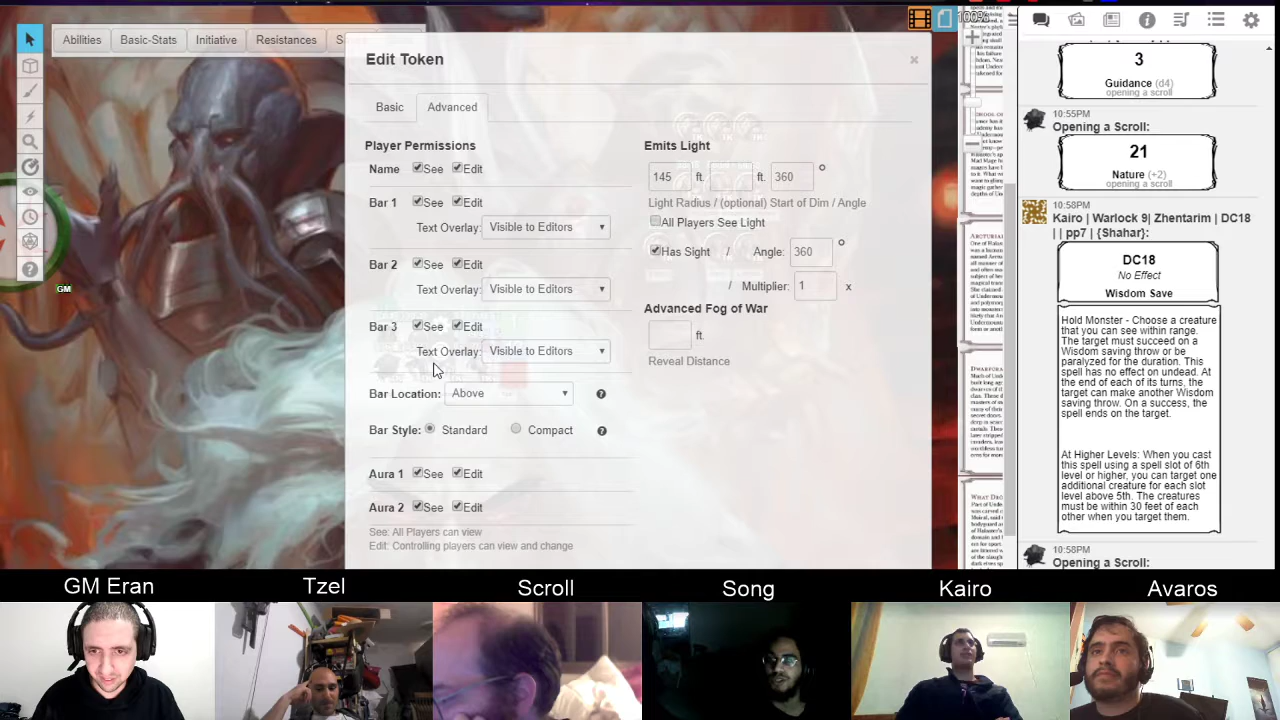 Abilities
Stats
Edit Token
Basic
Advanced
Player Permissions
Name
See
Edit
Bar 1
See
Edit
Text Overlay:
Visible to Editors
Bar 2
See
Edit
Text Overlay:
Visible to Editors
Bar 3
See
Edit
Text Overlay:
Visible to Editors
Bar Location:
Above
Bar Style:
Standard
Compact
Aura 1
See
Edit
Aura 2
See
Edit
See: All Players can view
Edit: Controlling players can view and change
Emits Light
145 ft. ft. 360
Light Radius / (optional) Start of Dim / Angle
All Players See Light
Has Sight
Angle: 360
/ Multiplier: 1 x
Advanced Fog of War
ft.
Reveal Distance
100%
GM
3
Guidance (d4)
opening a scroll
10:55PM
Opening a Scroll:
21
Nature (+2)
opening a scroll
10:58PM
Kairo | Warlock 9| Zhentarim | DC18
| | pp7 | {Shahar}:
DC18
No Effect
Wisdom Save
Hold Monster - Choose a creature
that you can see within range.
The target must succeed on a
Wisdom saving throw or be
paralyzed for the duration. This
spell has no effect on undead. At
the end of each of its turns, the
target can make another Wisdom
saving throw. On a success, the
spell ends on the target.
At Higher Levels: When you cast
this spell using a spell slot of 6th
level or higher, you can target one
additional creature for each slot
level above 5th. The creatures
must be within 30 feet of each
other when you target them.
10:58PM
Opening a Scroll:
GM Eran
Tzel
Scroll
Song
Kairo
Avaros